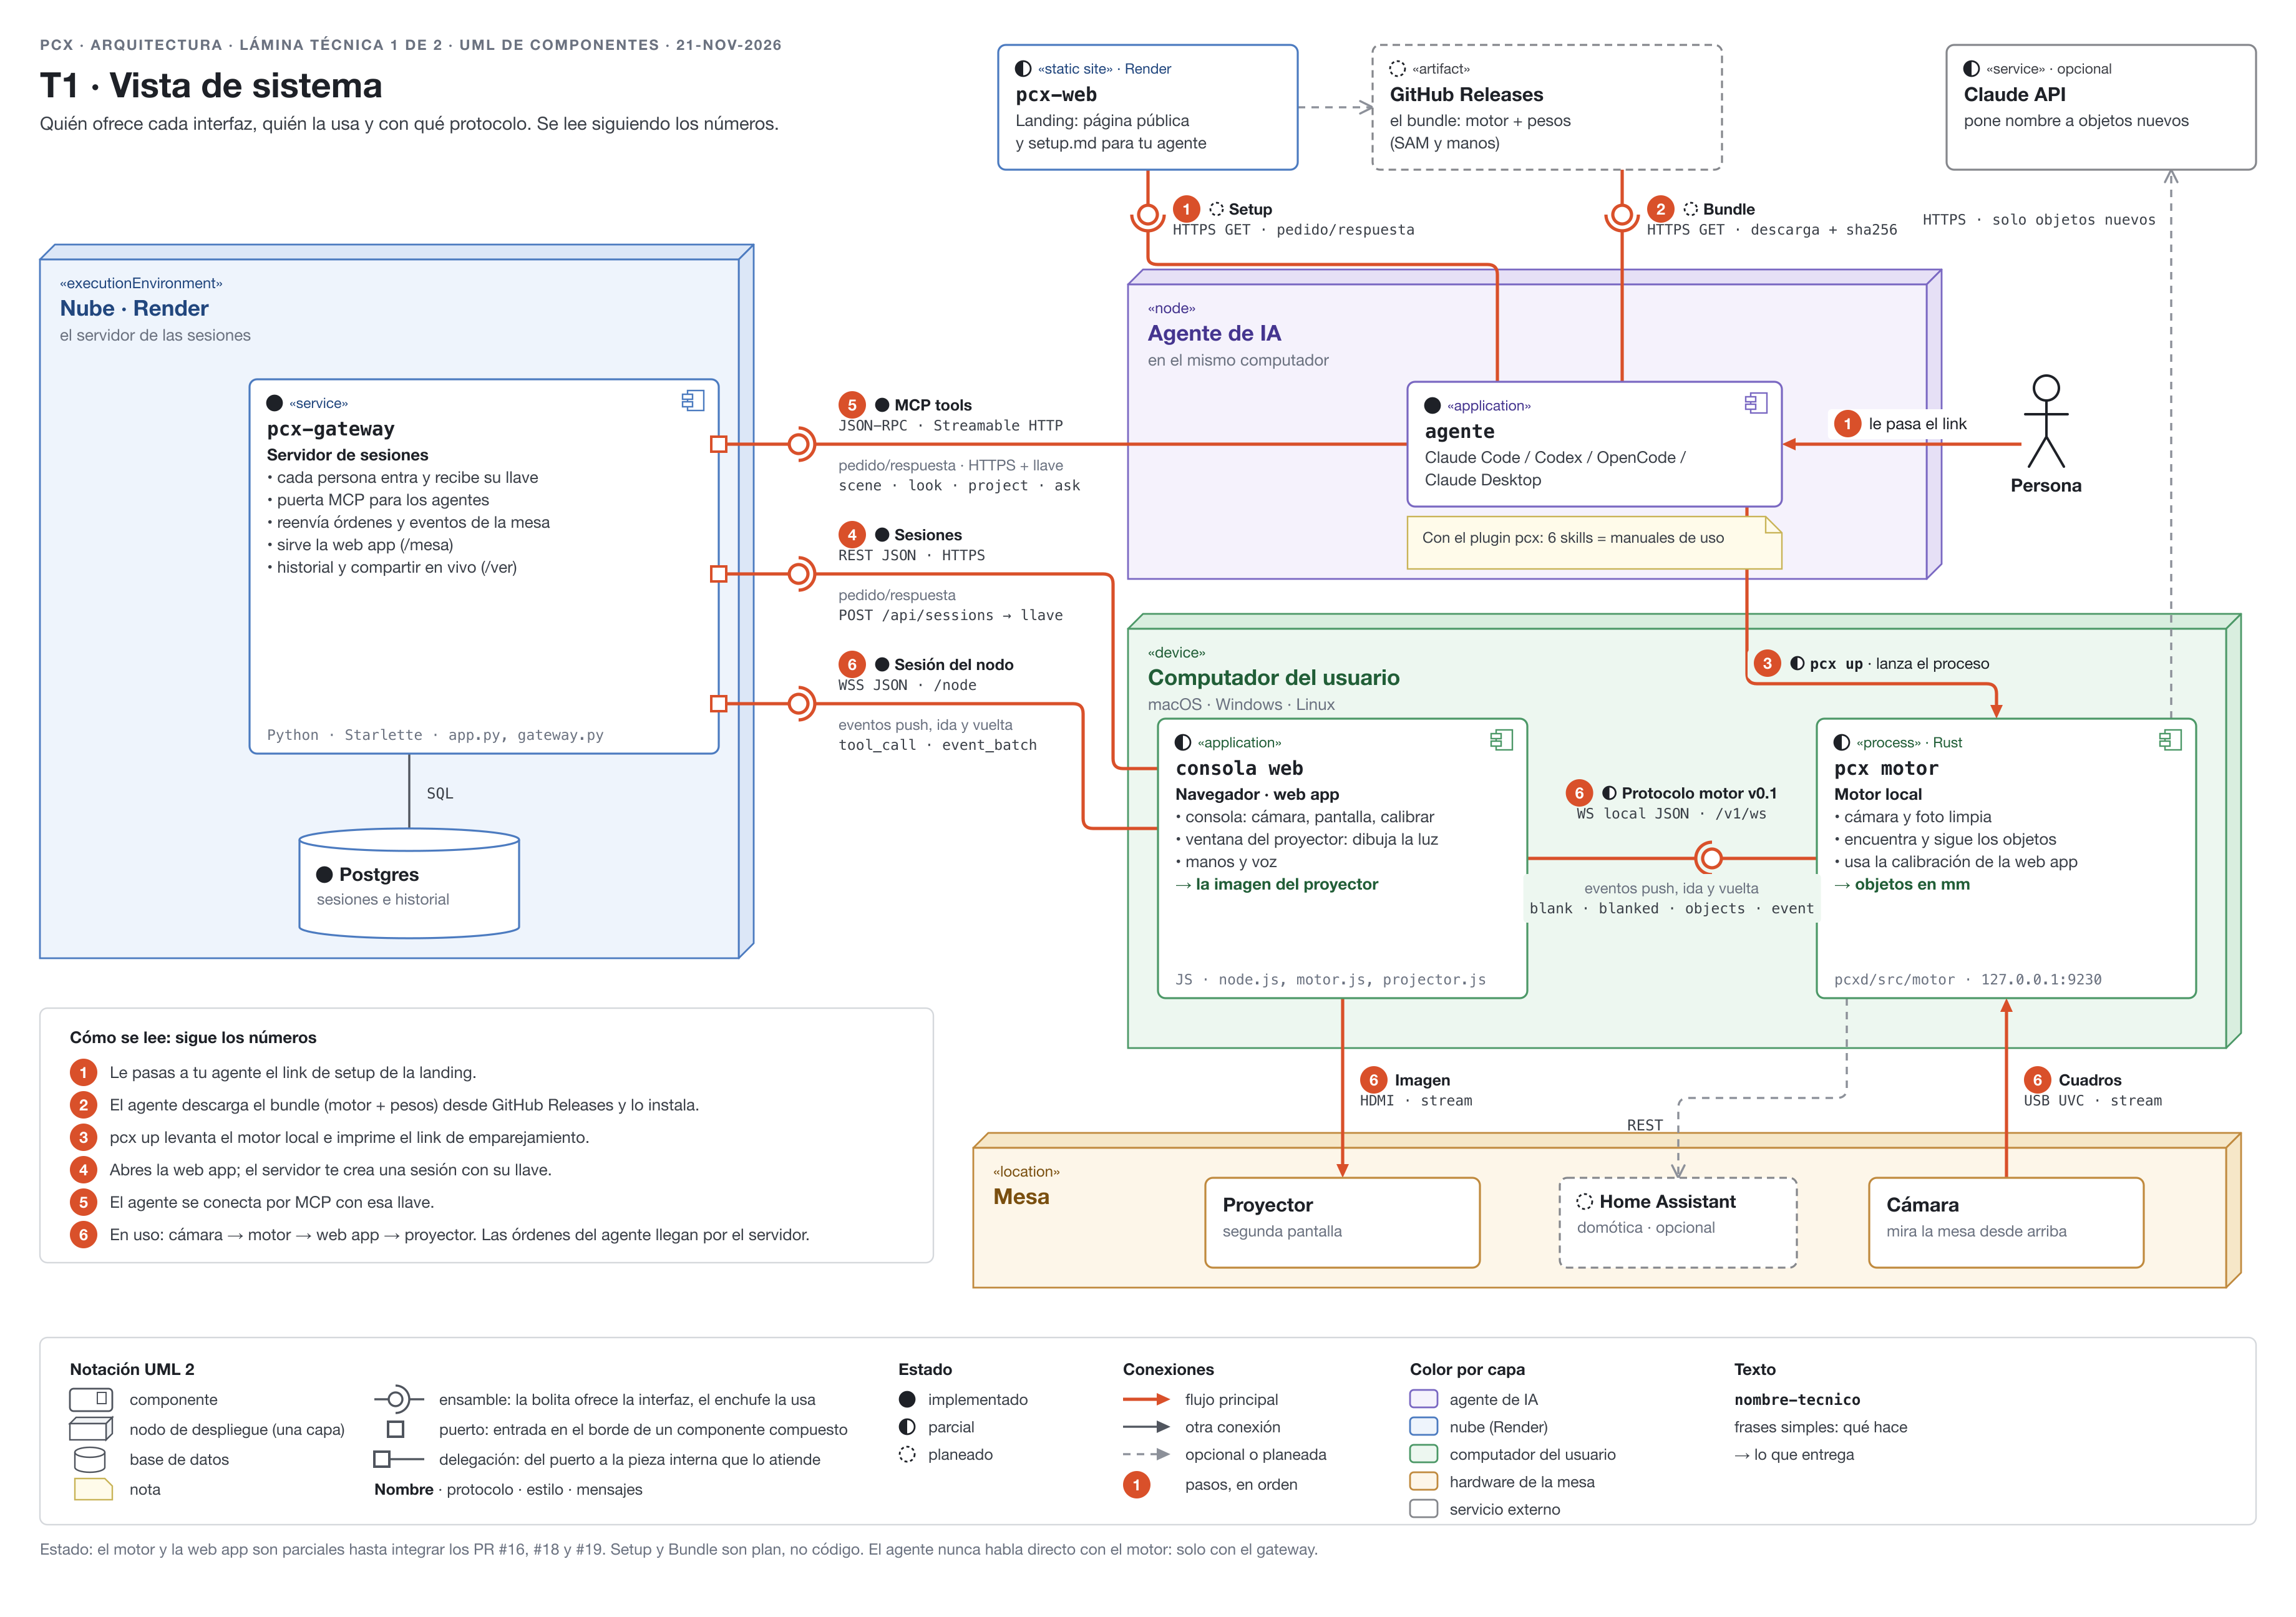 PCX · ARQUITECTURA · LÁMINA TÉCNICA 1 DE 2 · UML DE COMPONENTES · 21-NOV-2026
T1 · Vista de sistema
Quién ofrece cada interfaz, quién la usa y con qué protocolo. Se lee siguiendo los números.
«static site» · Render
pcx-web
Landing: página pública
y setup.md para tu agente
«artifact»
GitHub Releases
el bundle: motor + pesos
(SAM y manos)
«service» · opcional
Claude API
pone nombre a objetos nuevos
1 Setup
HTTPS GET · pedido/respuesta
2 Bundle
HTTPS GET · descarga + sha256
HTTPS · solo objetos nuevos
«executionEnvironment»
Nube · Render
el servidor de las sesiones
«service»
pcx-gateway
Servidor de sesiones
• cada persona entra y recibe su llave
• puerta MCP para los agentes
• reenvía órdenes y eventos de la mesa
• sirve la web app (/mesa)
• historial y compartir en vivo (/ver)
Python · Starlette · app.py, gateway.py
SQL
Postgres
sesiones e historial
5 MCP tools
JSON-RPC · Streamable HTTP
pedido/respuesta · HTTPS + llave
scene · look · project · ask
4 Sesiones
REST JSON · HTTPS
pedido/respuesta
POST /api/sessions → llave
6 Sesión del nodo
WSS JSON · /node
eventos push, ida y vuelta
tool_call · event_batch
«node»
Agente de IA
en el mismo computador
«application»
agente
Claude Code / Codex / OpenCode /
Claude Desktop
Con el plugin pcx: 6 skills = manuales de uso
1 le pasa el link
Persona
«device»
Computador del usuario
macOS · Windows · Linux
3 pcx up · lanza el proceso
«application»
consola web
Navegador · web app
• consola: cámara, pantalla, calibrar
• ventana del proyector: dibuja la luz
• manos y voz
→ la imagen del proyector
JS · node.js, motor.js, projector.js
6 Protocolo motor v0.1
WS local JSON · /v1/ws
eventos push, ida y vuelta
blank · blanked · objects · event
«process» · Rust
pcx motor
Motor local
• cámara y foto limpia
• encuentra y sigue los objetos
• usa la calibración de la web app
→ objetos en mm
pcxd/src/motor · 127.0.0.1:9230
6 Imagen
HDMI · stream
REST
6 Cuadros
USB UVC · stream
«location»
Mesa
Proyector
segunda pantalla
Home Assistant
domótica · opcional
Cámara
mira la mesa desde arriba
Cómo se lee: sigue los números
1 Le pasas a tu agente el link de setup de la landing.
2 El agente descarga el bundle (motor + pesos) desde GitHub Releases y lo instala.
3 pcx up levanta el motor local e imprime el link de emparejamiento.
4 Abres la web app; el servidor te crea una sesión con su llave.
5 El agente se conecta por MCP con esa llave.
6 En uso: cámara → motor → web app → proyector. Las órdenes del agente llegan por el servidor.
Notación UML 2
componente
nodo de despliegue (una capa)
base de datos
nota
ensamble: la bolita ofrece la interfaz, el enchufe la usa
puerto: entrada en el borde de un componente compuesto
delegación: del puerto a la pieza interna que lo atiende
Nombre · protocolo · estilo · mensajes
Estado
implementado
parcial
planeado
Conexiones
flujo principal
otra conexión
opcional o planeada
1 pasos, en orden
Color por capa
agente de IA
nube (Render)
computador del usuario
hardware de la mesa
servicio externo
Texto
nombre-tecnico
frases simples: qué hace
→ lo que entrega
Estado: el motor y la web app son parciales hasta integrar los PR #16, #18 y #19. Setup y Bundle son plan, no código. El agente nunca habla directo con el motor: solo con el gateway.